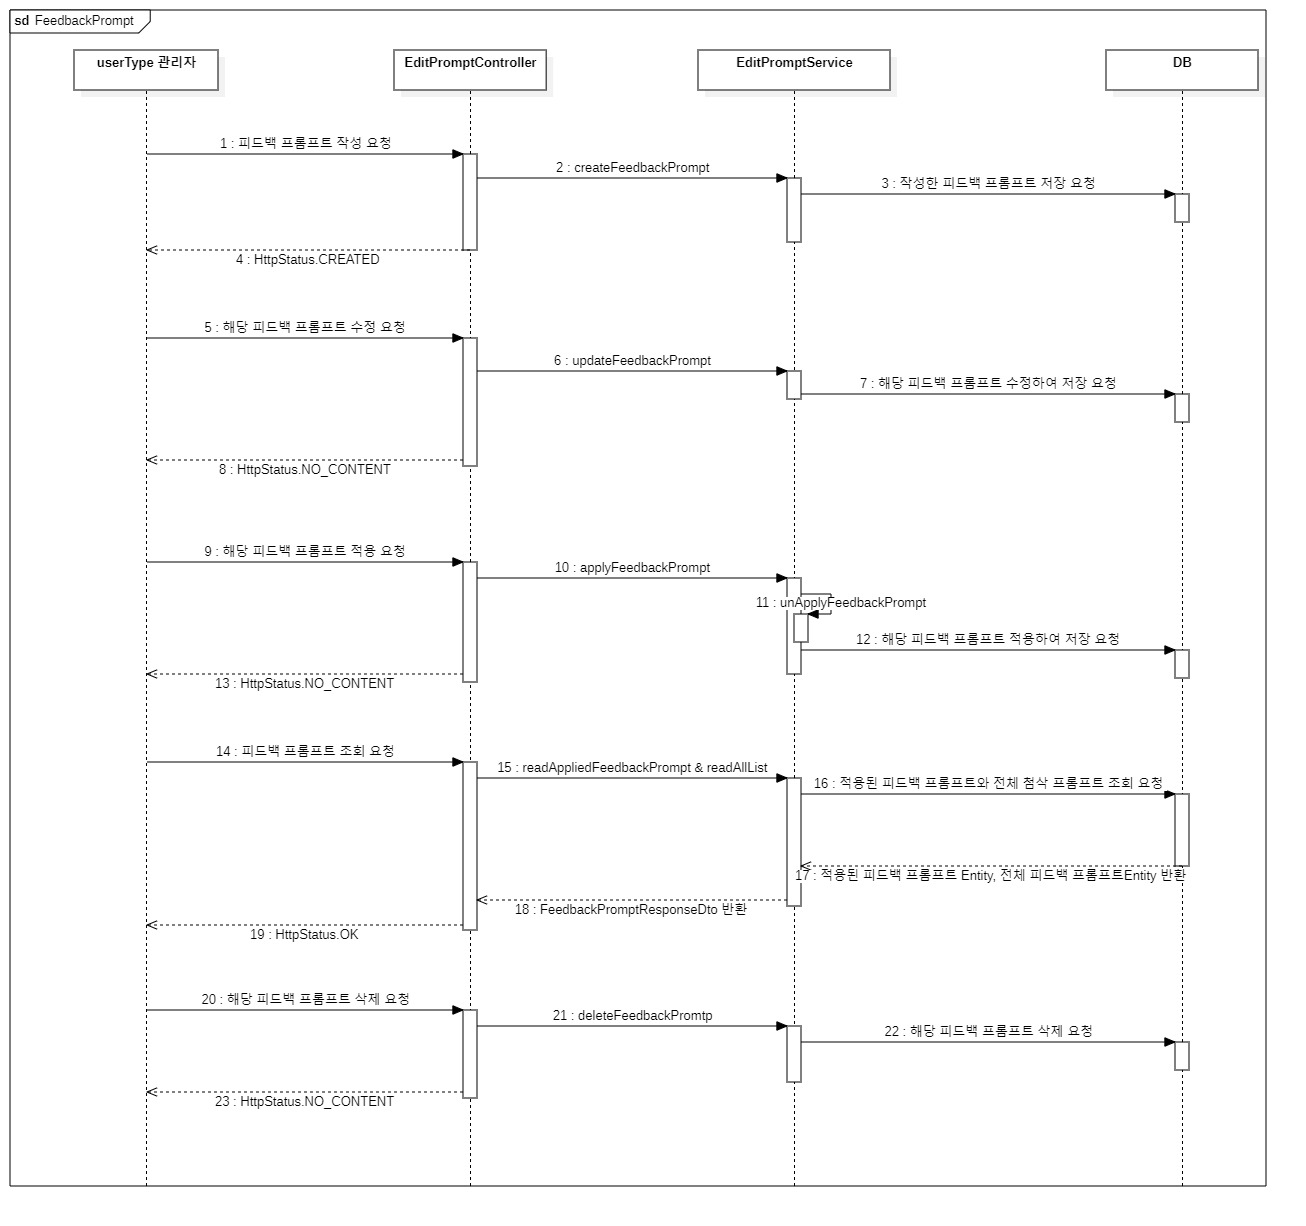 sd FeedbackPrompt
userType 관리자
EditPromptController
EditPromptService
DB
1 : 피드백 프롬프트 작성 요청
2 : createFeedbackPrompt
3 : 작성한 피드백 프롬프트 저장 요청
4 : HttpStatus.CREATED
5 : 해당 피드백 프롬프트 수정 요청
6 : updateFeedbackPrompt
7 : 해당 피드백 프롬프트 수정하여 저장 요청
8 : HttpStatus.NO_CONTENT
9 : 해당 피드백 프롬프트 적용 요청
10 : applyFeedbackPrompt
11 : unApplyFeedbackPrompt
12 : 해당 피드백 프롬프트 적용하여 저장 요청
13 : HttpStatus.NO_CONTENT
14 : 피드백 프롬프트 조회 요청
15 : readAppliedFeedbackPrompt & readAllList
16 : 적용된 피드백 프롬프트와 전체 첨삭 프롬프트 조회 요청
17 : 적용된 피드백 프롬프트 Entity, 전체 피드백 프롬프트Entity 반환
18 : FeedbackPromptResponseDto 반환
19 : HttpStatus.OK
20 : 해당 피드백 프롬프트 삭제 요청
21 : deleteFeedbackPromtp
22 : 해당 피드백 프롬프트 삭제 요청
23 : HttpStatus.NO_CONTENT